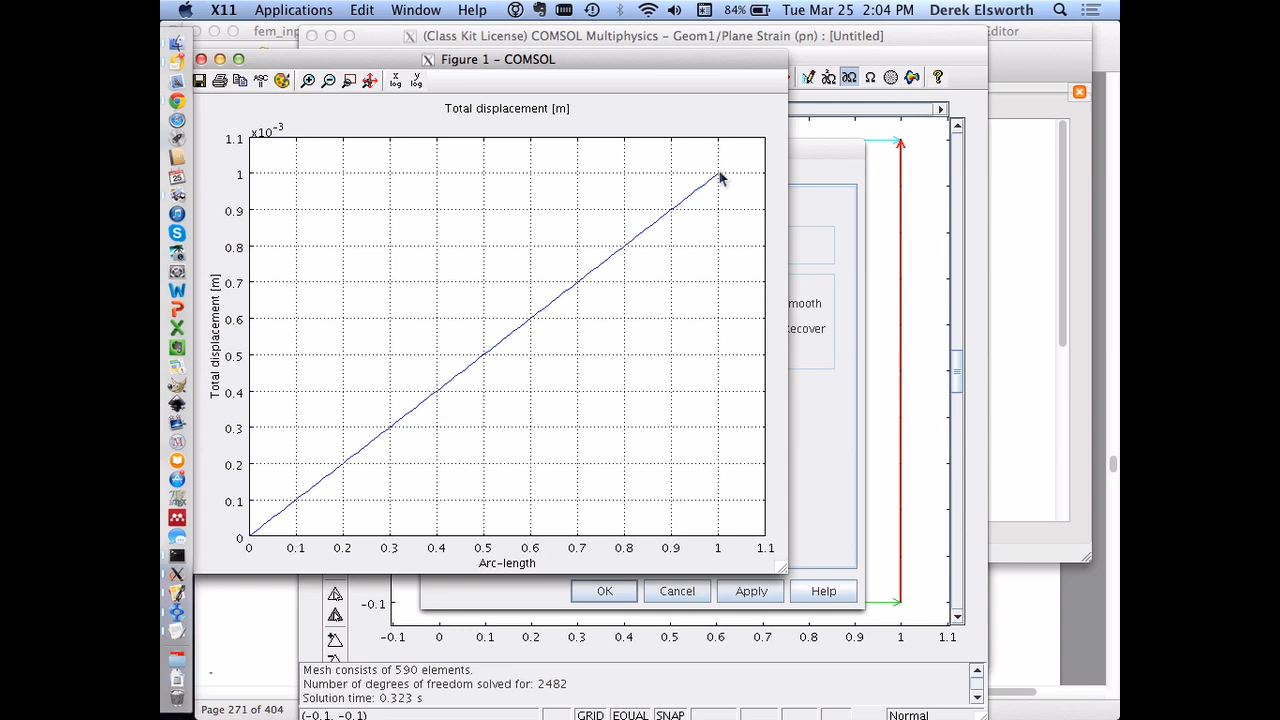 X11 Applications Edit Window Help 84% Tue Mar 25 2:04 PM Derek Elsworth
fem_inp
(Class Kit License) COMSOL Multiphysics - Geom1/Plane Strain (pn) : [Untitled]
Editor
Figure 1 - COMSOL
Total displacement [m]
x10-3
1.1
1
0.9
0.8
0.7
0.6
0.5
0.4
0.3
0.2
0.1
0
Total displacement [m]
0 0.1 0.2 0.3 0.4 0.5 0.6 0.7 0.8 0.9 1 1.1
Arc-length
mooth
Recover
OK Cancel Apply Help
-0.1
-0.1 0 0.1 0.2 0.3 0.4 0.5 0.6 0.7 0.8 0.9 1 1.1
Mesh consists of 590 elements.
Number of degrees of freedom solved for: 2482
Solution time: 0.323 s
Page 271 of 404
(-0.1, -0.1) GRID EQUAL SNAP Normal